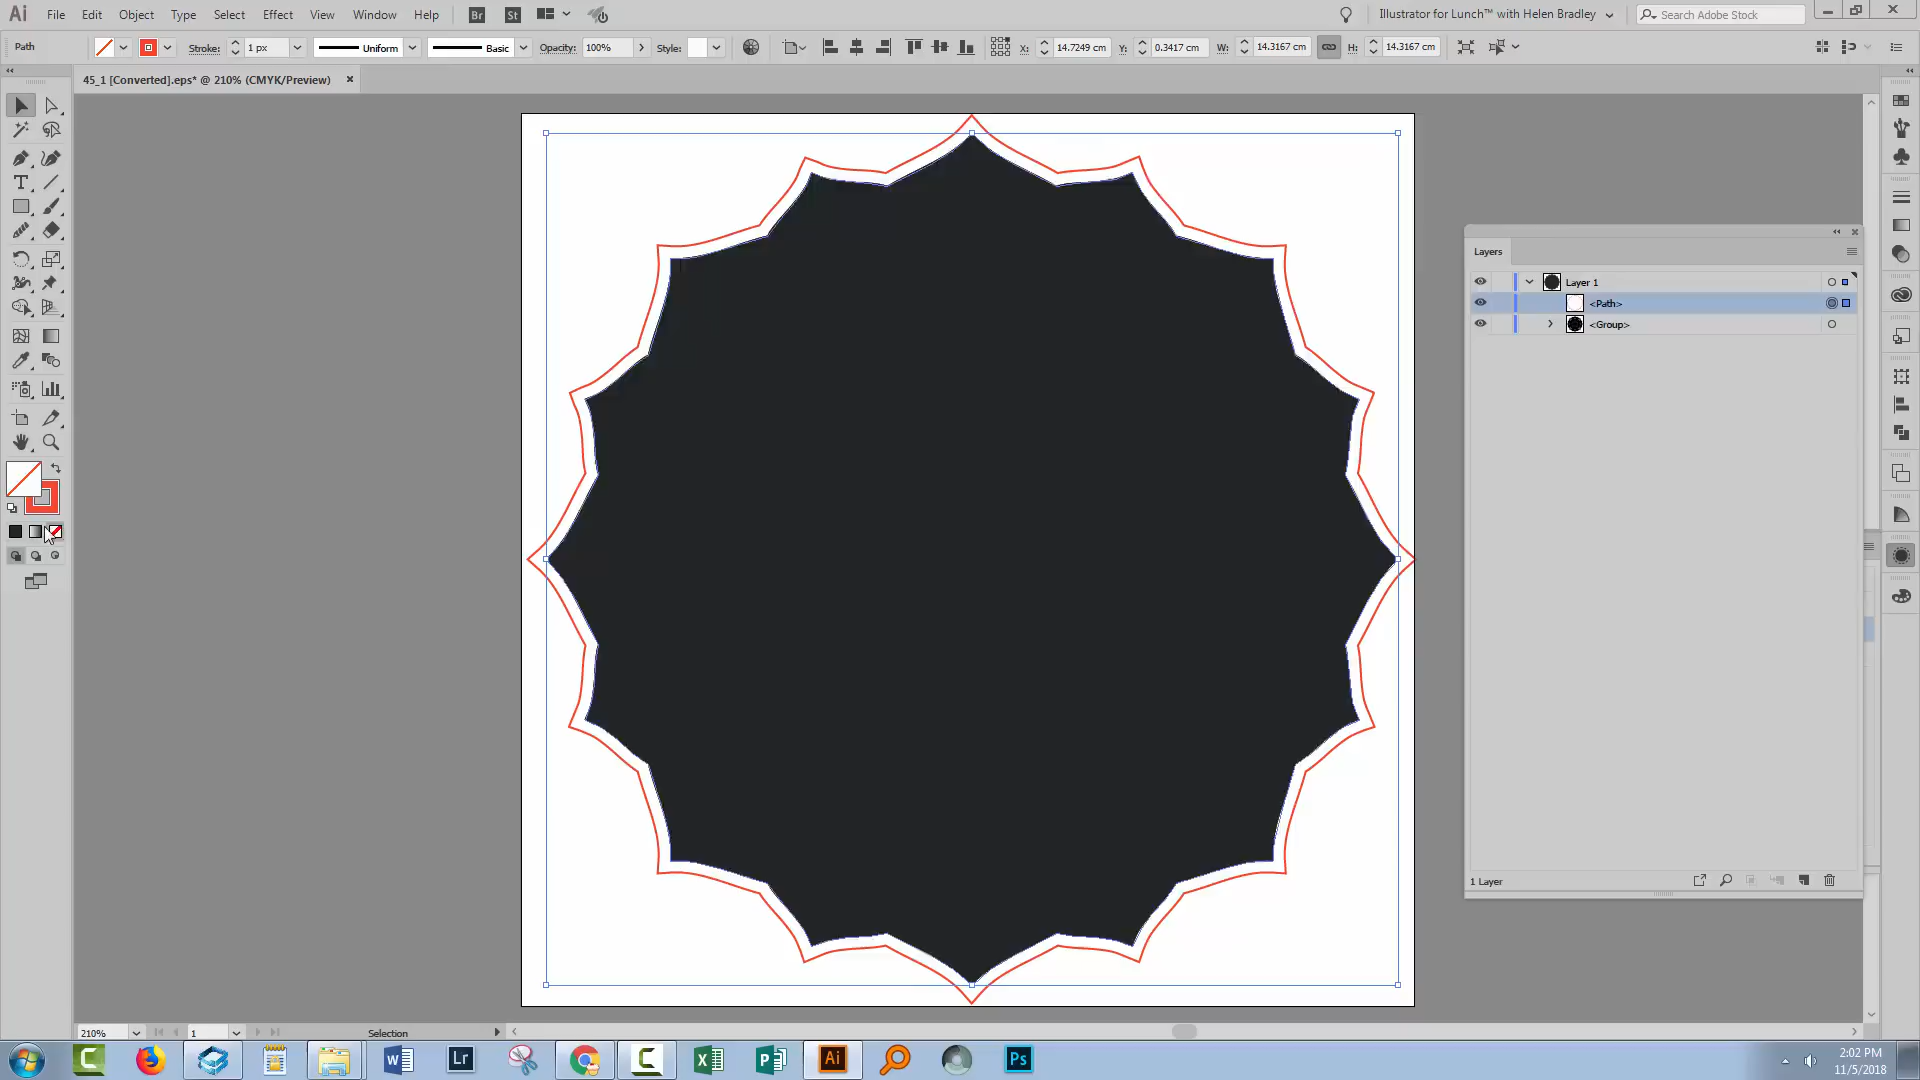 Ai File Edit Object Type Select Effect View Window Help Br St Illustrator for Lunch™ with Helen Bradley Search Adobe Stock
Path Stroke: 1 px Uniform Basic Opacity: 100% Style: X: 14.7249 cm Y: 0.3417 cm W: 14.3167 cm H: 14.3167 cm
45_1 [Converted].eps* @ 210% (CMYK/Preview)
Layers
Layer 1
<Path>
<Group>
1 Layer
210% 1 Selection
Lr Ai Ps
2:02 PM
11/5/2018